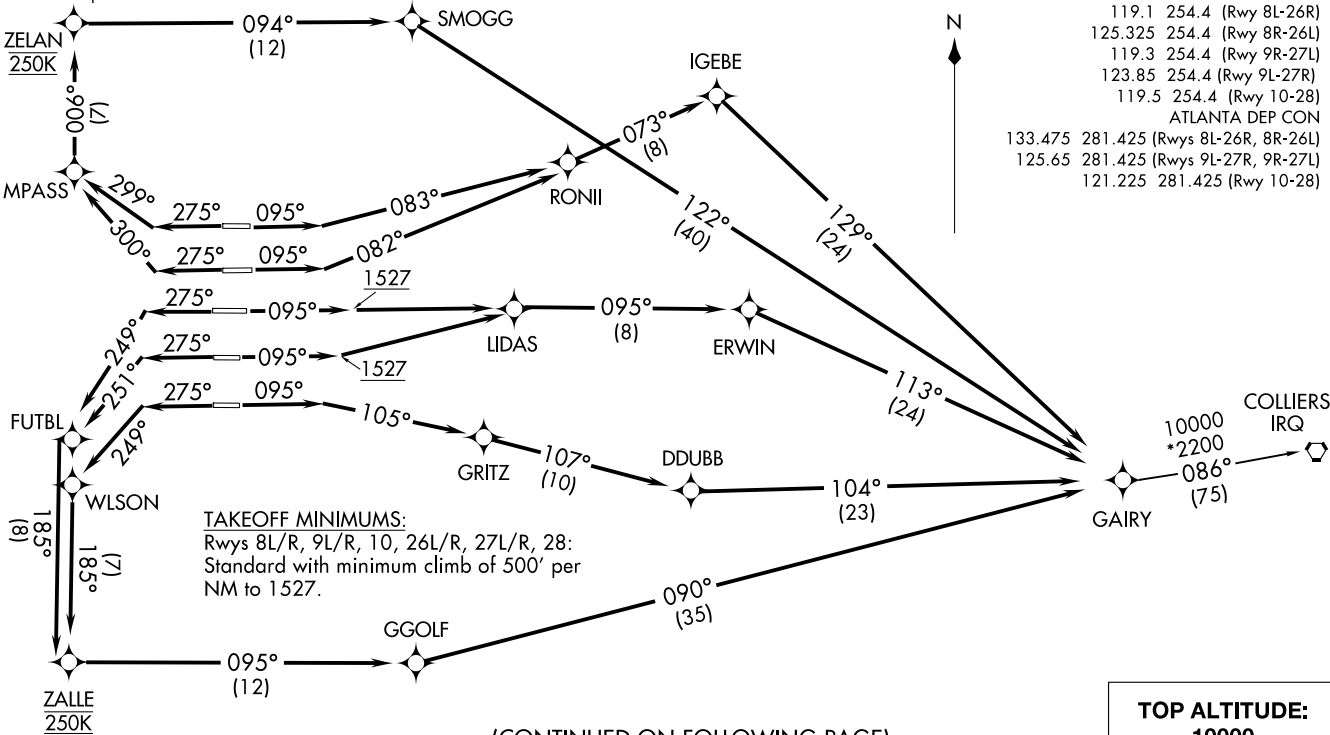 119.1 254.4 (Rwy 8L-26R)
125.325 254.4 (Rwy 8R-26L)
119.3 254.4 (Rwy 9R-27L)
123.85 254.4 (Rwy 9L-27R)
119.5 254.4 (Rwy 10-28)
ATLANTA DEP CON
133.475 281.425 (Rwys 8L-26R, 8R-26L)
125.65 281.425 (Rwys 9L-27R, 9R-27L)
121.225 281.425 (Rwy 10-28)
N
ZELAN
250K
094°
(12)
SMOGG
IGEBE
006°
(7)
073°
(8)
MPASS
RONII
299°
275°
095°
083°
300°
275°
095°
082°
122°
(40)
129°
(24)
1527
275°
095°
249°
LIDAS
095°
(8)
ERWIN
275°
095°
251°
1527
113°
(24)
275°
095°
105°
249°
FUTBL
WLSON
GRITZ
107°
(10)
DDUBB
104°
(23)
GAIRY
10000
*2200
086°
(75)
COLLIERS
IRQ
185°
(8)
185°
(7)
TAKEOFF MINIMUMS:
Rwys 8L/R, 9L/R, 10, 26L/R, 27L/R, 28:
Standard with minimum climb of 500' per
NM to 1527.
090°
(35)
GGOLF
095°
(12)
ZALLE
250K
(CONTINUED ON FOLLOWING PAGE)
TOP ALTITUDE:
10000